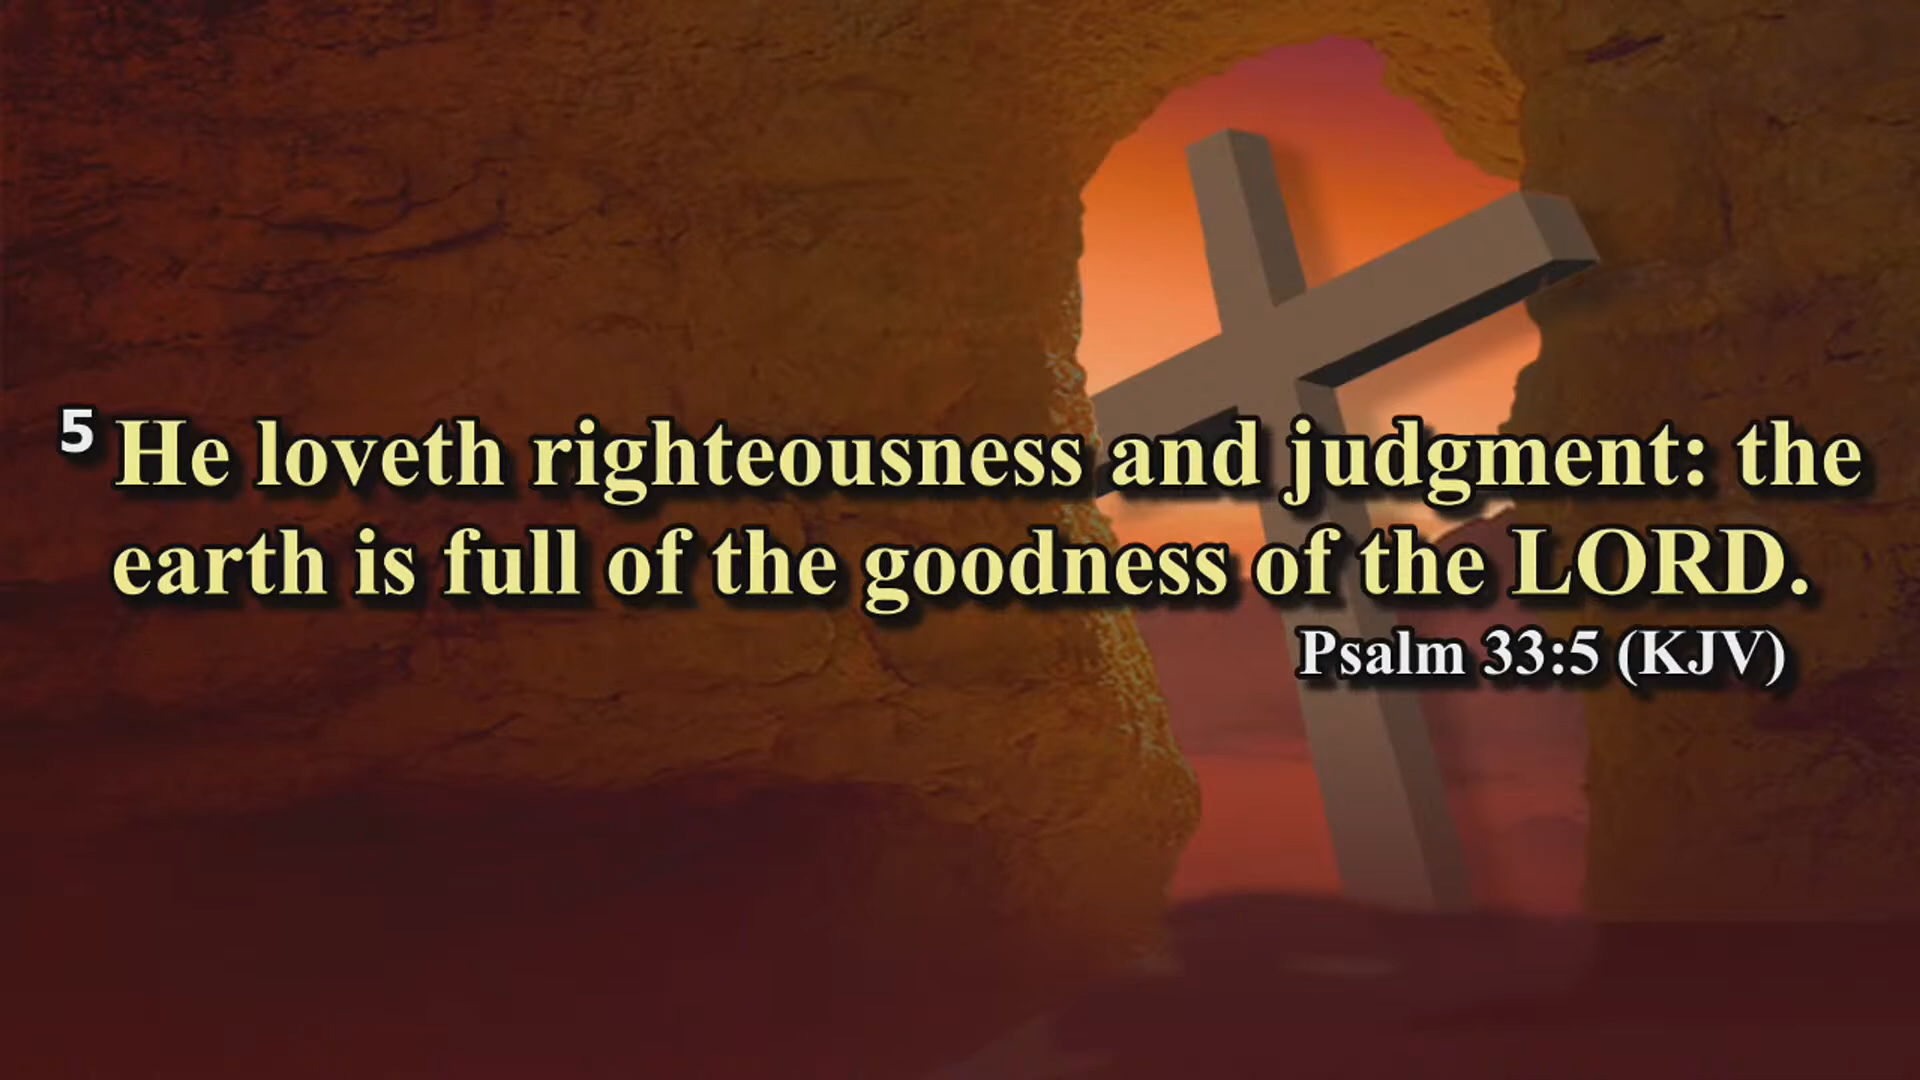 5 He loveth righteousness and judgment: the
earth is full of the goodness of the LORD.
Psalm 33:5 (KJV)